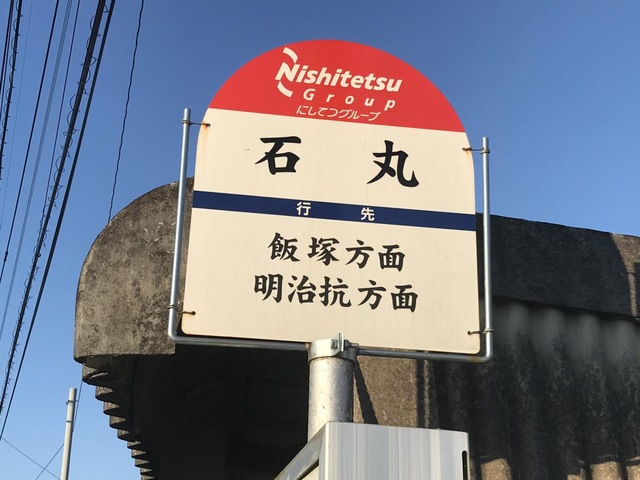 Nishitetsu
Group
にしてつグループ
石丸
行先
飯塚方面
明治抗方面